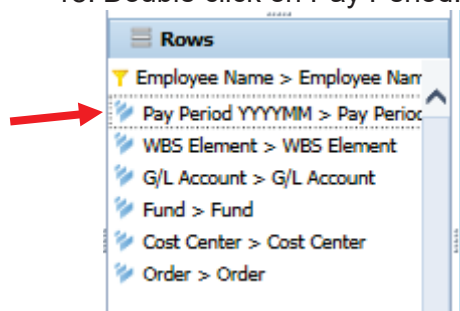 Rows
Employee Name > Employee Nam
Pay Period YYYYMM > Pay Period
WBS Element > WBS Element
G/L Account > G/L Account
Fund > Fund
Cost Center > Cost Center
Order > Order